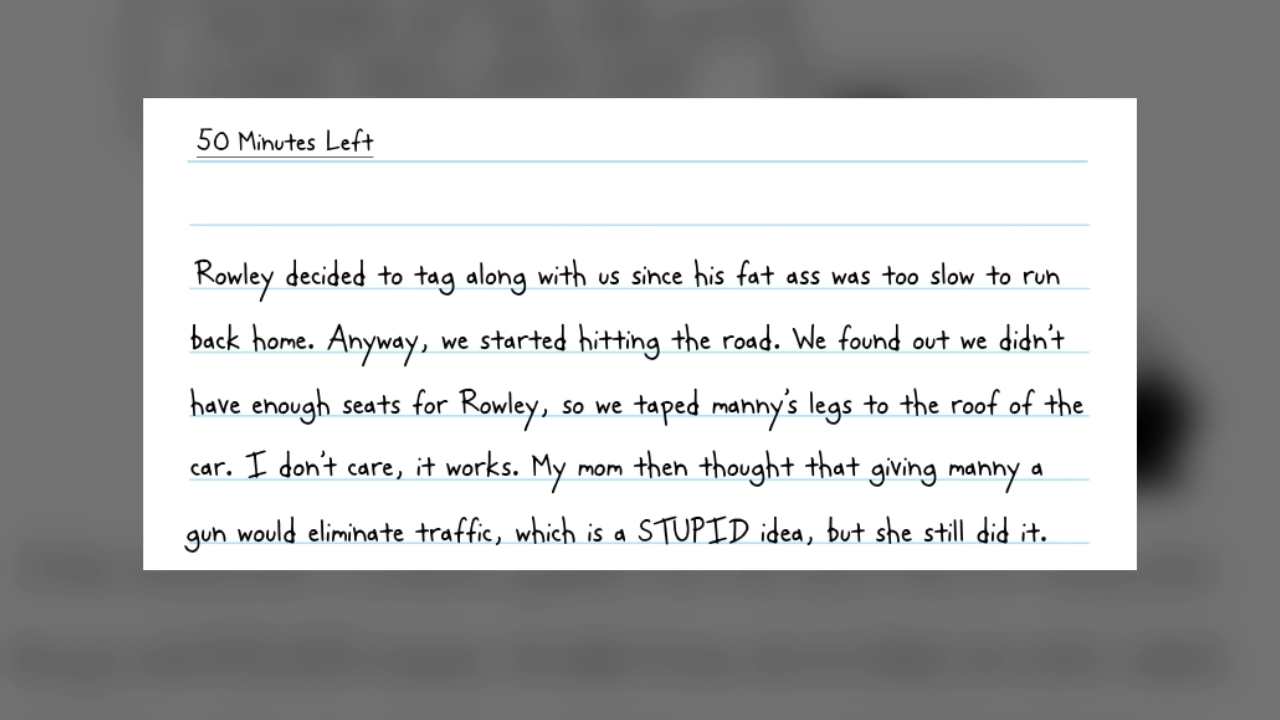 50 Minutes Left
Rowley decided to tag along with us since his fat ass was too slow to run
back home. Anyway, we started hitting the road. We found out we didn't
have enough seats for Rowley, so we taped manny's legs to the roof of the
car. I don't care, it works. My mom then thought that giving manny a
gun would eliminate traffic, which is a STUPID idea, but she still did it.